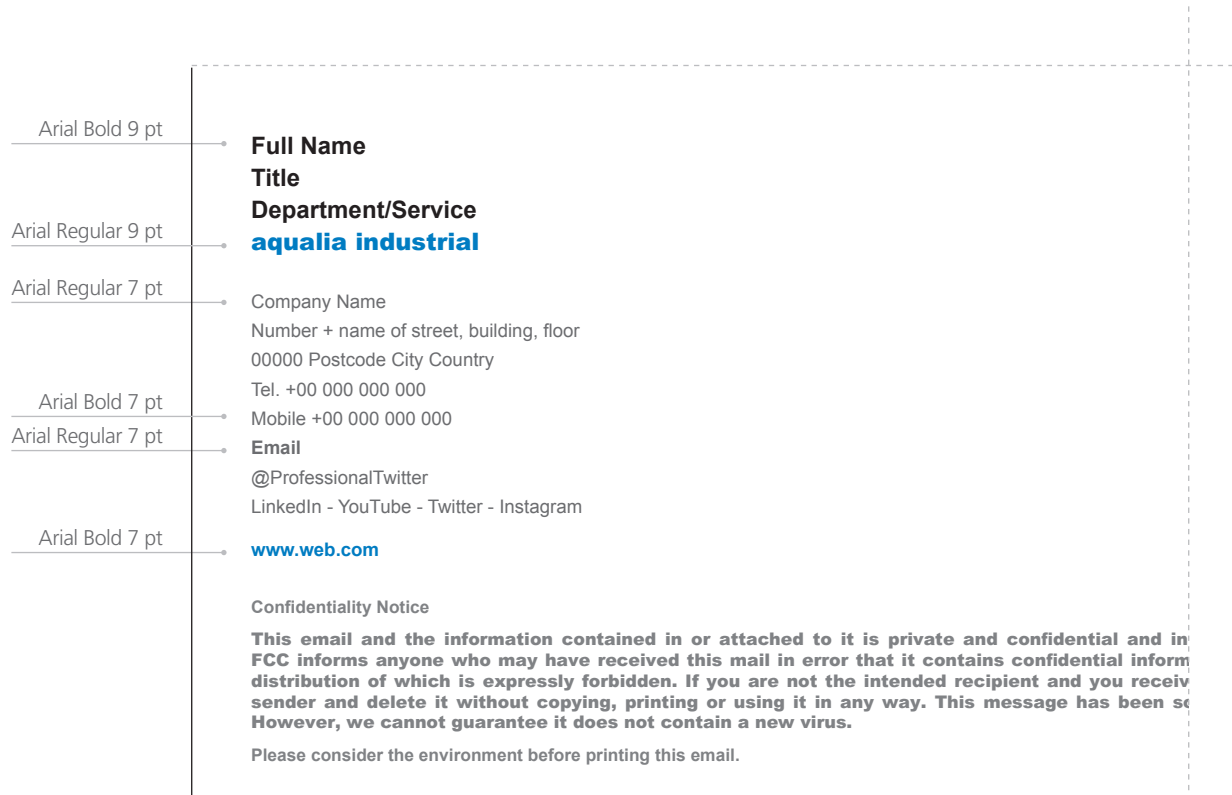 Arial Bold 9 pt
Full Name
Title
Department/Service
Arial Regular 9 pt
aqualia industrial
Arial Regular 7 pt
Company Name
Number + name of street, building, floor
00000 Postcode City Country
Tel. +00 000 000 000
Arial Bold 7 pt
Mobile +00 000 000 000
Arial Regular 7 pt
Email
@ProfessionalTwitter
LinkedIn - YouTube - Twitter - Instagram
Arial Bold 7 pt
www.web.com
Confidentiality Notice
This email and the information contained in or attached to it is private and confidential and in
FCC informs anyone who may have received this mail in error that it contains confidential inform
distribution of which is expressly forbidden. If you are not the intended recipient and you receiv
sender and delete it without copying, printing or using it in any way. This message has been sc
However, we cannot guarantee it does not contain a new virus.
Please consider the environment before printing this email.